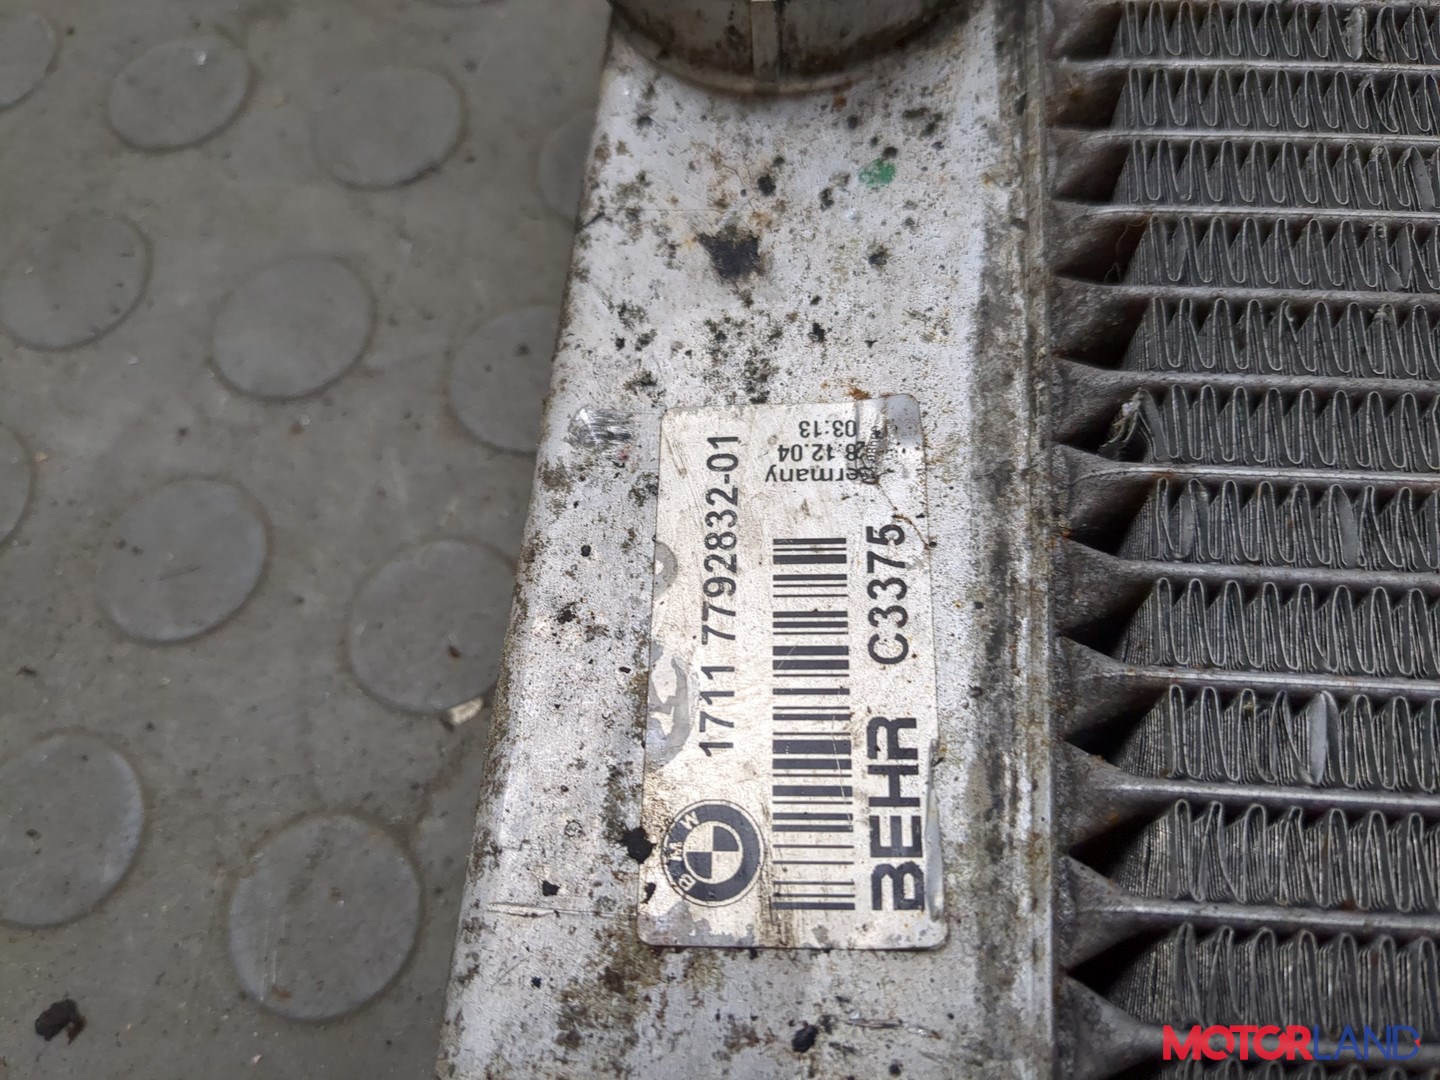 BMW
1711 7792832-01
Germany
28.12.04
03:13
BEHR C3375
MOTORLAND